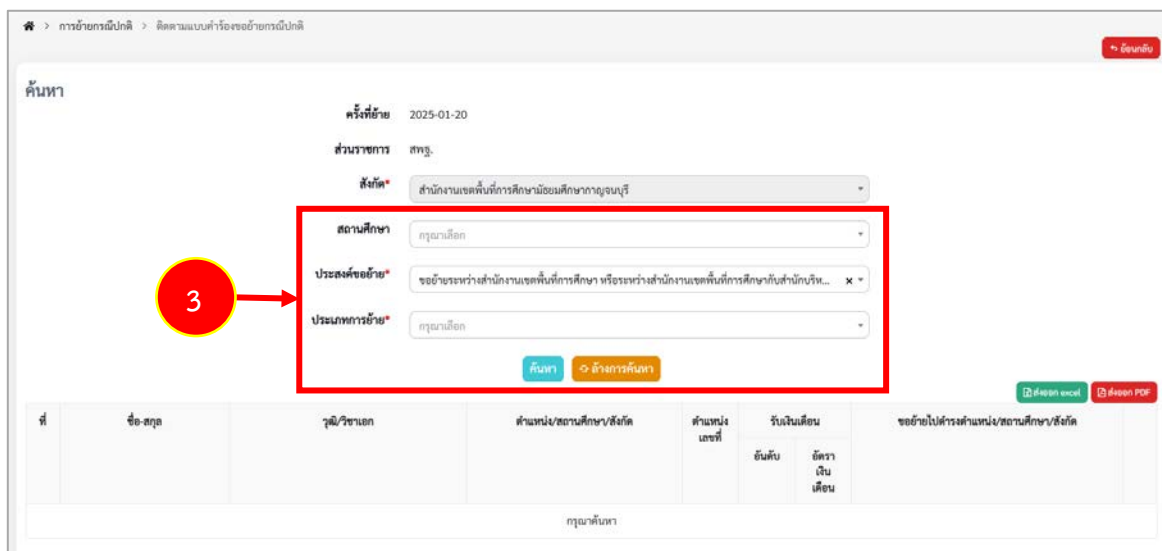 > การย้ายกรณีปกติ > ติดตามแบบคำร้องขอย้ายกรณีปกติ
ย้อนกลับ
ค้นหา
ครั้งที่ย้าย 2025-01-20
ส่วนราชการ สพฐ.
สังกัด* สำนักงานเขตพื้นที่การศึกษามัธยมศึกษากาญจนบุรี
สถานศึกษา กรุณาเลือก
ประสงค์ขอย้าย* ขอย้ายระหว่างสำนักงานเขตพื้นที่การศึกษา หรือระหว่างสำนักงานเขตพื้นที่การศึกษากับสำนักบริห... ×
3
ประเภทการย้าย* กรุณาเลือก
ค้นหา ล้างการค้นหา
ส่งออก excel ส่งออก PDF
ที่ ชื่อ-สกุล วุฒิ/วิชาเอก ตำแหน่ง/สถานศึกษา/สังกัด ตำแหน่ง รับเงินเดือน ขอย้ายไปดำรงตำแหน่ง/สถานศึกษา/สังกัด
เลขที่
อันดับ อัตรา
เงิน
เดือน
กรุณาค้นหา